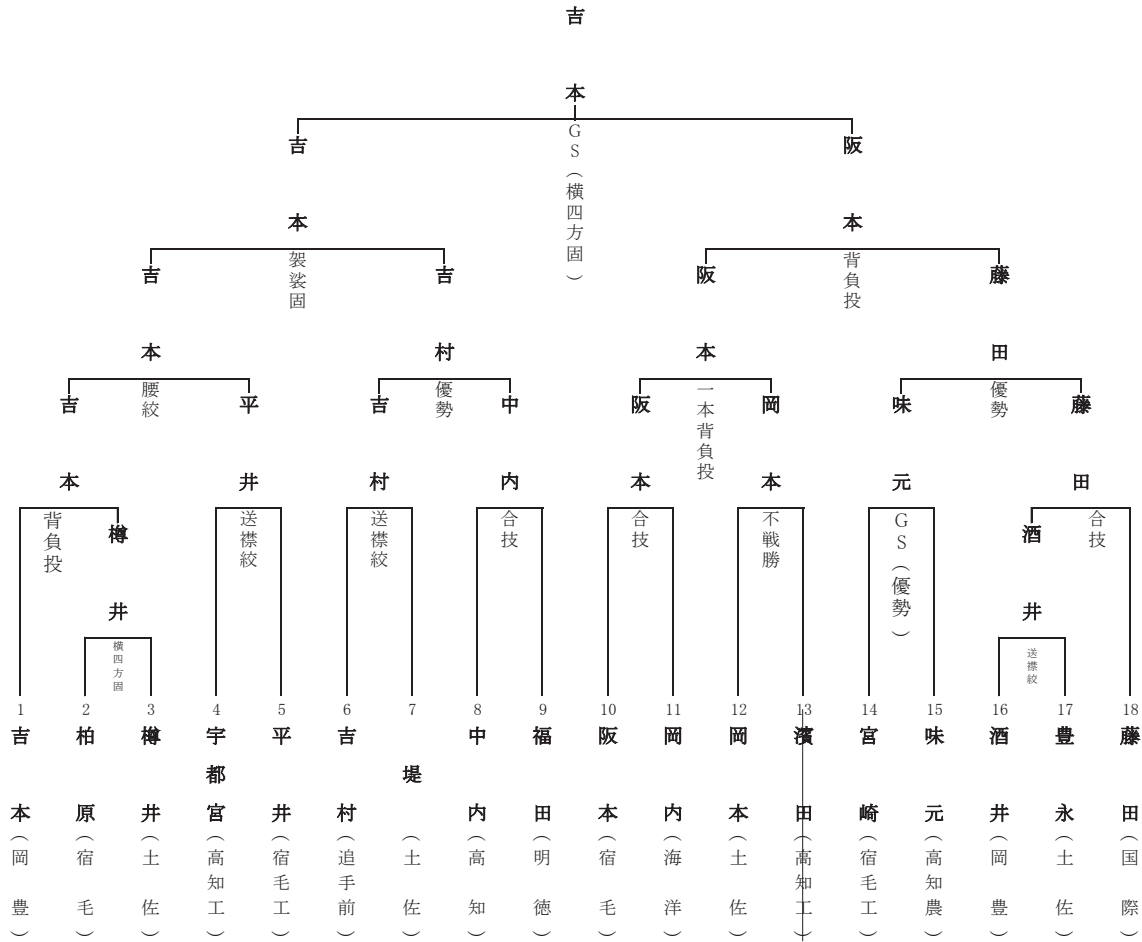 吉本
GS（横四方固）
吉本
阪本
袈裟固
背負投
吉本
吉村
阪本
藤田
腰絞
優勢
一本背負投
優勢
吉本
平井
吉村
中内
阪本
岡本
味元
藤田
背負投
樽井
送襟絞
送襟絞
合技
合技
不戦勝
GS（優勢）
酒井
合技
横四方固
送襟絞
1 吉本（岡豊）
2 柏原（宿毛）
3 樽井（土佐）
4 宇都宮（高知工）
5 平井（宿毛工）
6 吉村（追手前）
7 堤（土佐）
8 中内（高知）
9 福田（明徳）
10 阪本（宿毛）
11 岡内（海洋）
12 岡本（土佐）
13 濱田（高知工）
14 宮崎（宿毛工）
15 味元（高知農）
16 酒井（岡豊）
17 豊永（土佐）
18 藤田（国際）